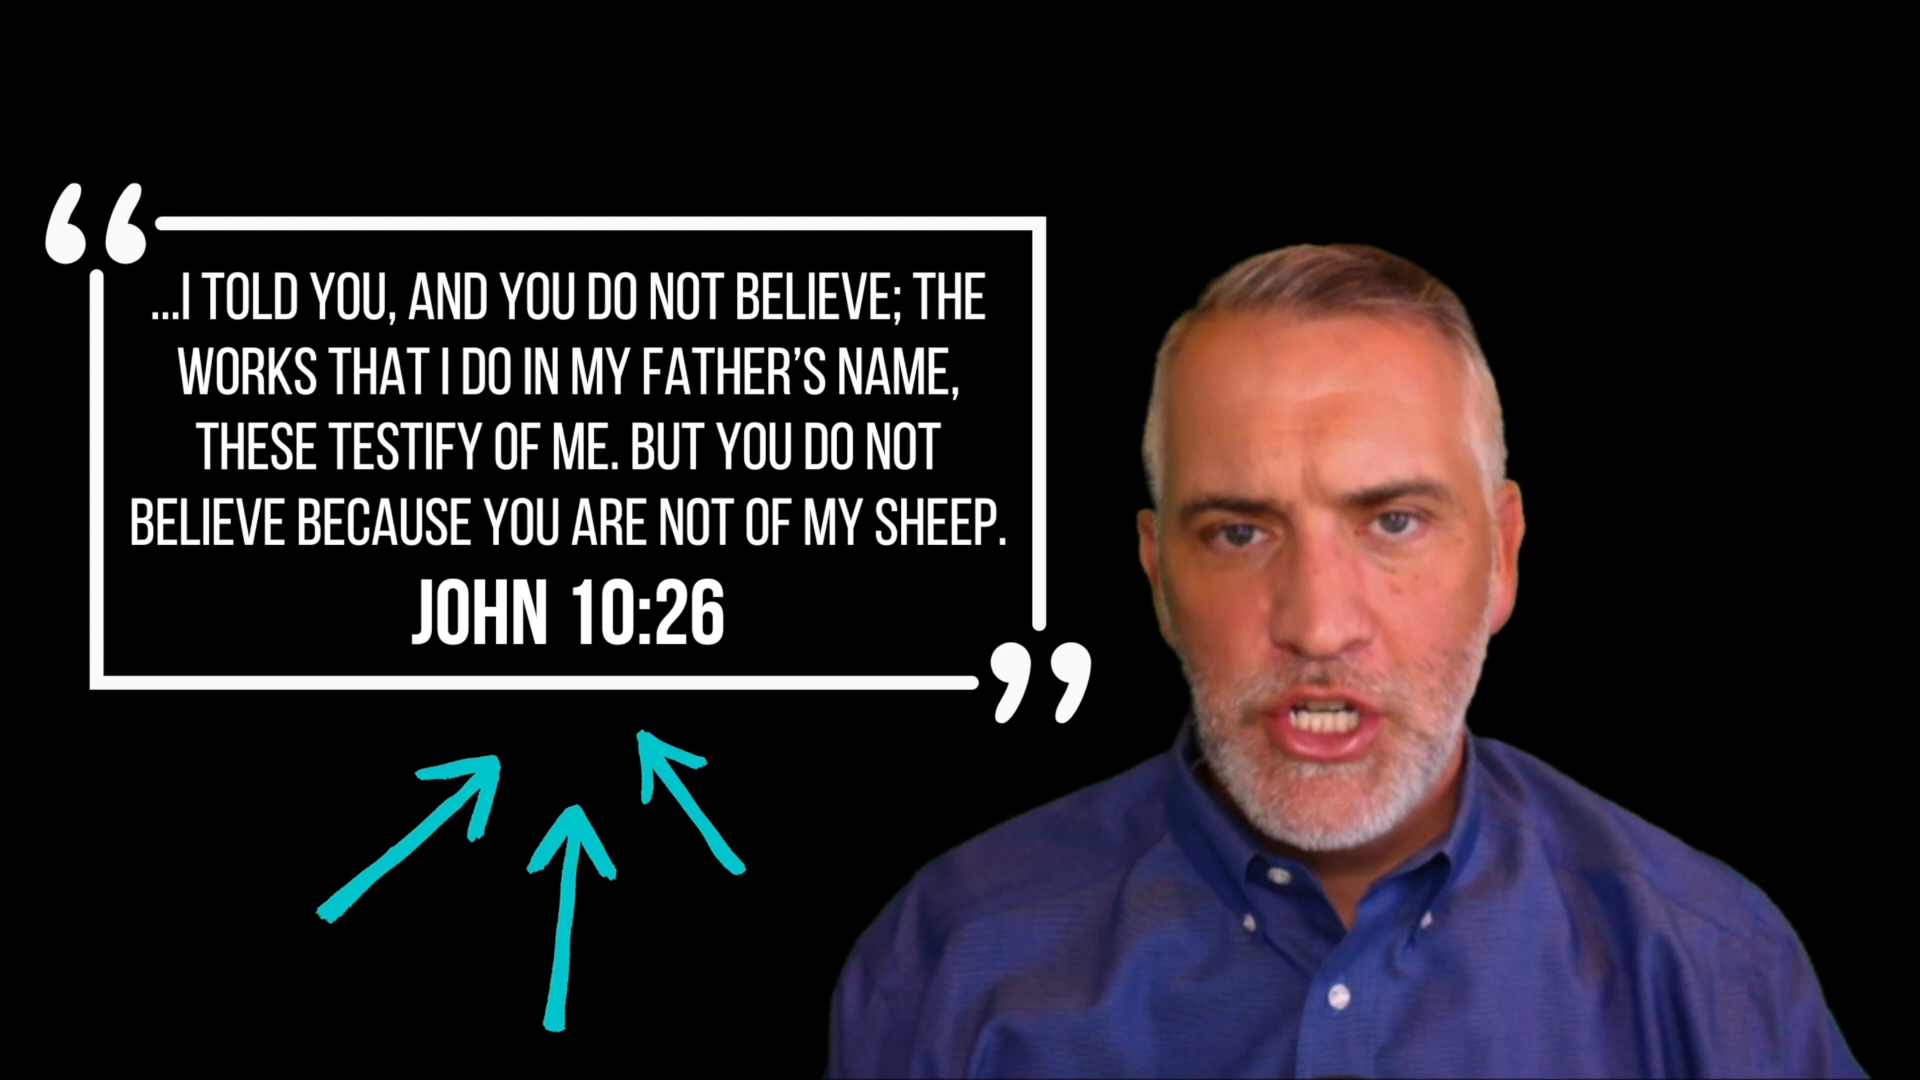 ...I TOLD YOU, AND YOU DO NOT BELIEVE; THE
WORKS THAT I DO IN MY FATHER’S NAME,
THESE TESTIFY OF ME. BUT YOU DO NOT
BELIEVE BECAUSE YOU ARE NOT OF MY SHEEP.
JOHN 10:26